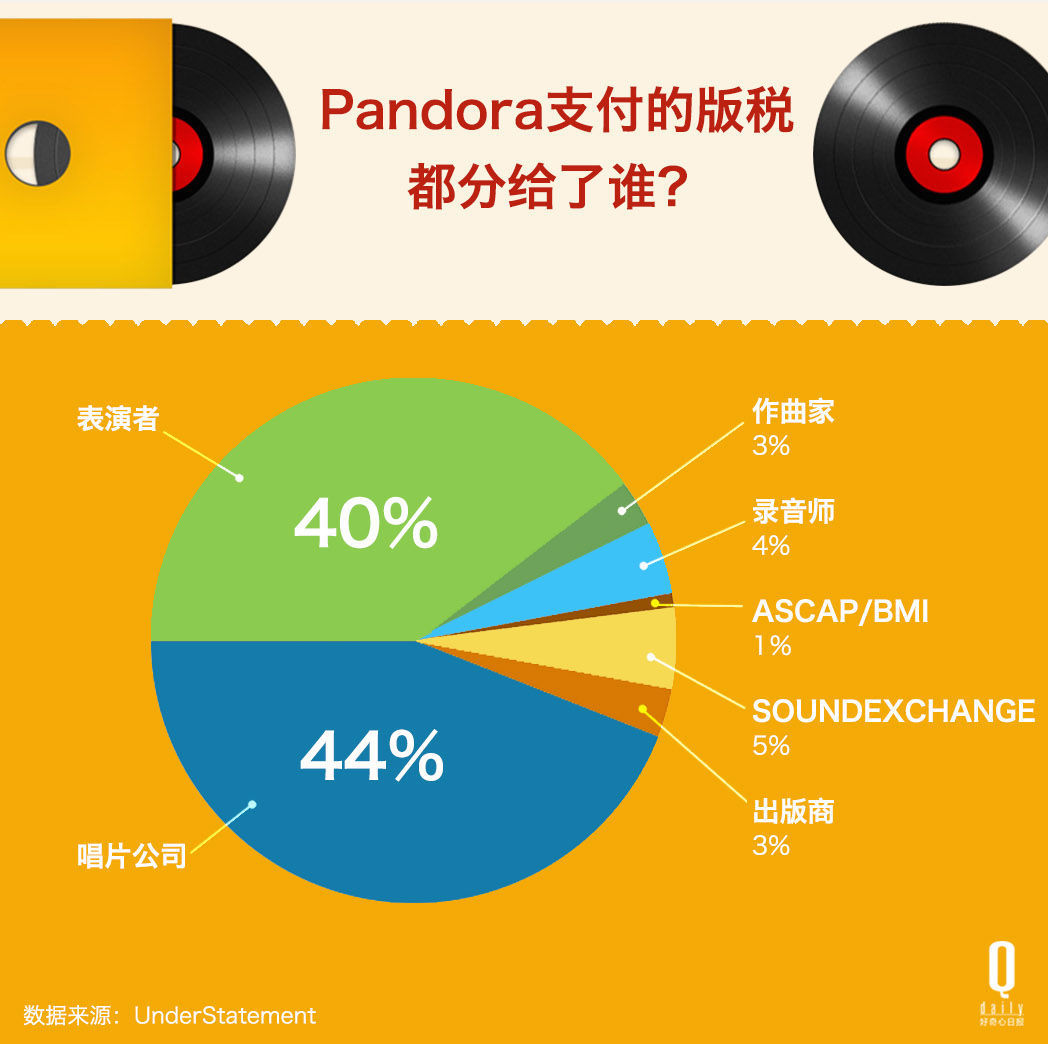 Pandora支付的版税
都分给了谁?
表演者
40%
作曲家
3%
录音师
4%
ASCAP/BMI
1%
SOUNDEXCHANGE
5%
出版商
3%
44%
唱片公司
数据来源：UnderStatement
Q
daily
好奇心日报